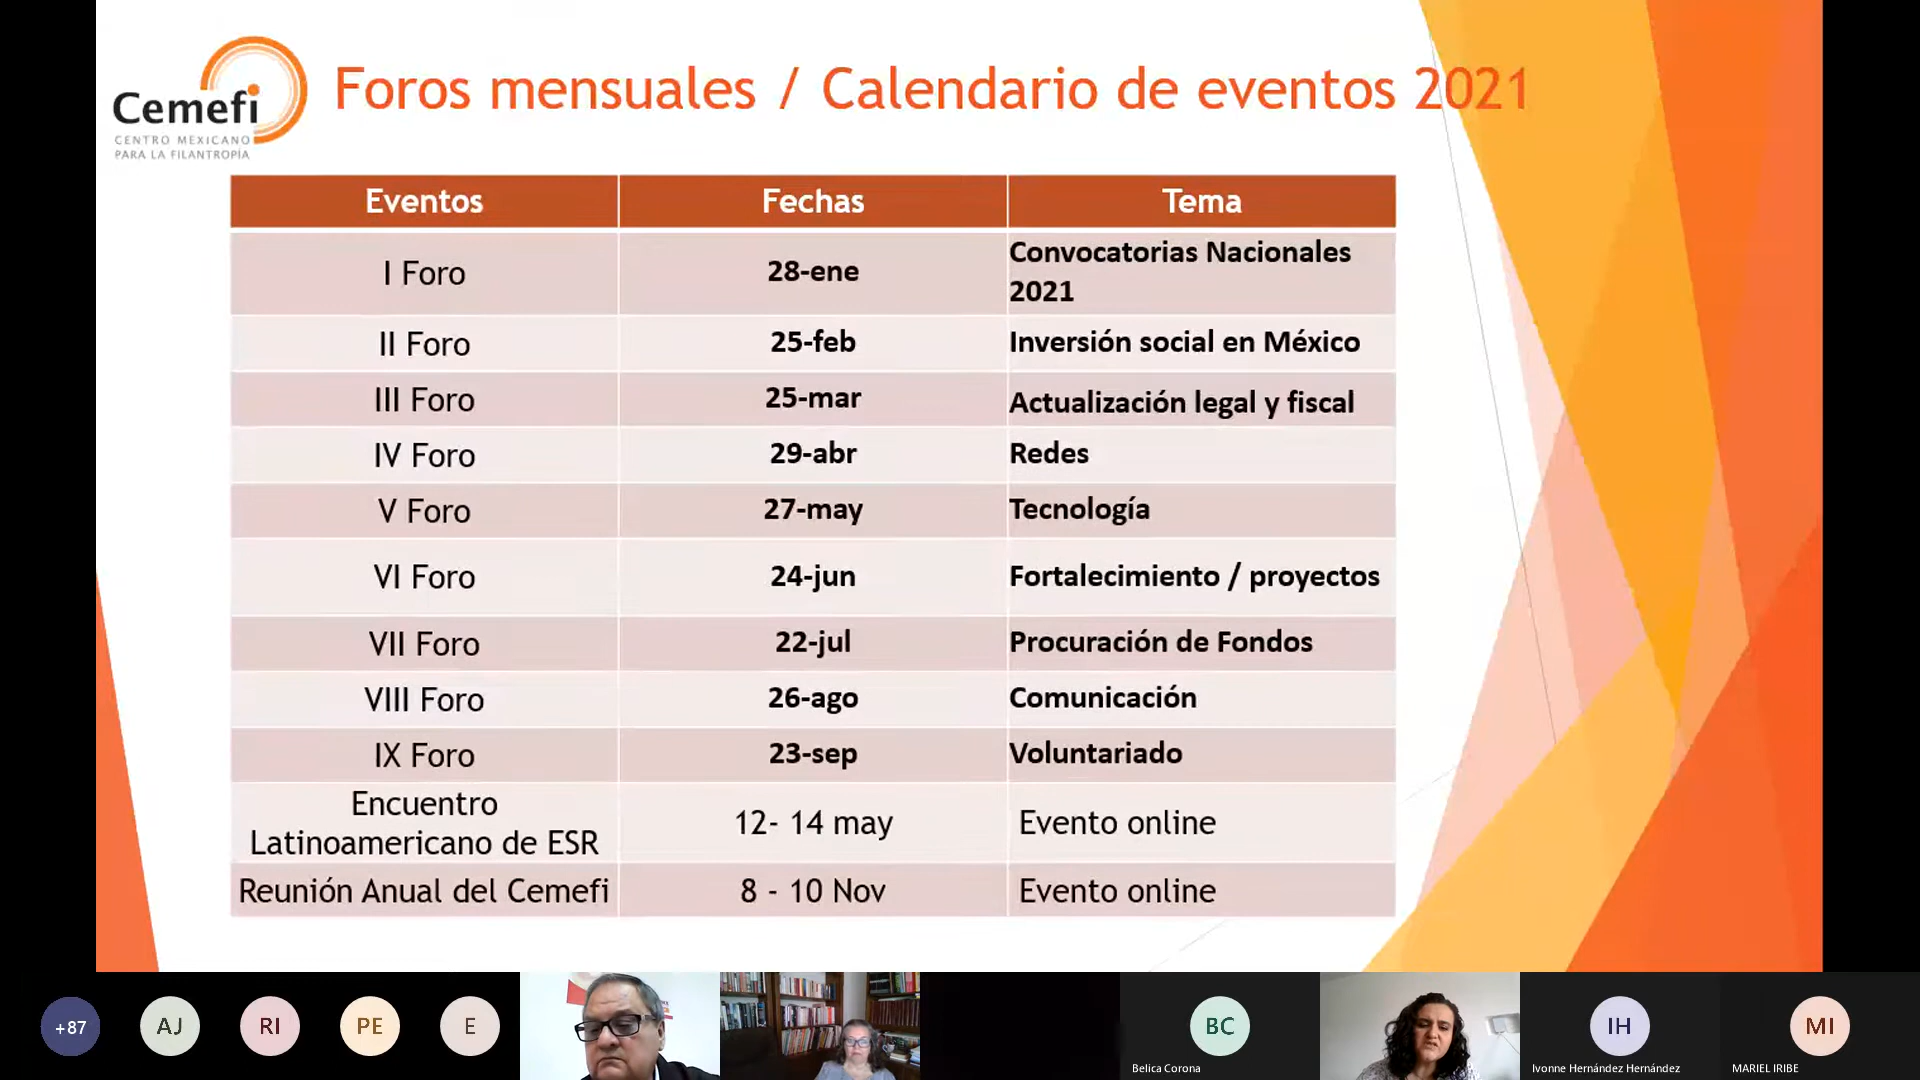 Cemefi
CENTRO MEXICANO
PARA LA FILANTROPÍA
Foros mensuales / Calendario de eventos 2021
Eventos Fechas Tema
I Foro 28-ene Convocatorias Nacionales
2021
II Foro 25-feb Inversión social en México
III Foro 25-mar Actualización legal y fiscal
IV Foro 29-abr Redes
V Foro 27-may Tecnología
VI Foro 24-jun Fortalecimiento / proyectos
VII Foro 22-jul Procuración de Fondos
VIII Foro 26-ago Comunicación
IX Foro 23-sep Voluntariado
Encuentro
Latinoamericano de ESR 12- 14 may Evento online
Reunión Anual del Cemefi 8 - 10 Nov Evento online
+87 AJ RI PE E BC IH MI
Belica Corona Ivonne Hernández Hernández MARIEL IRIBE